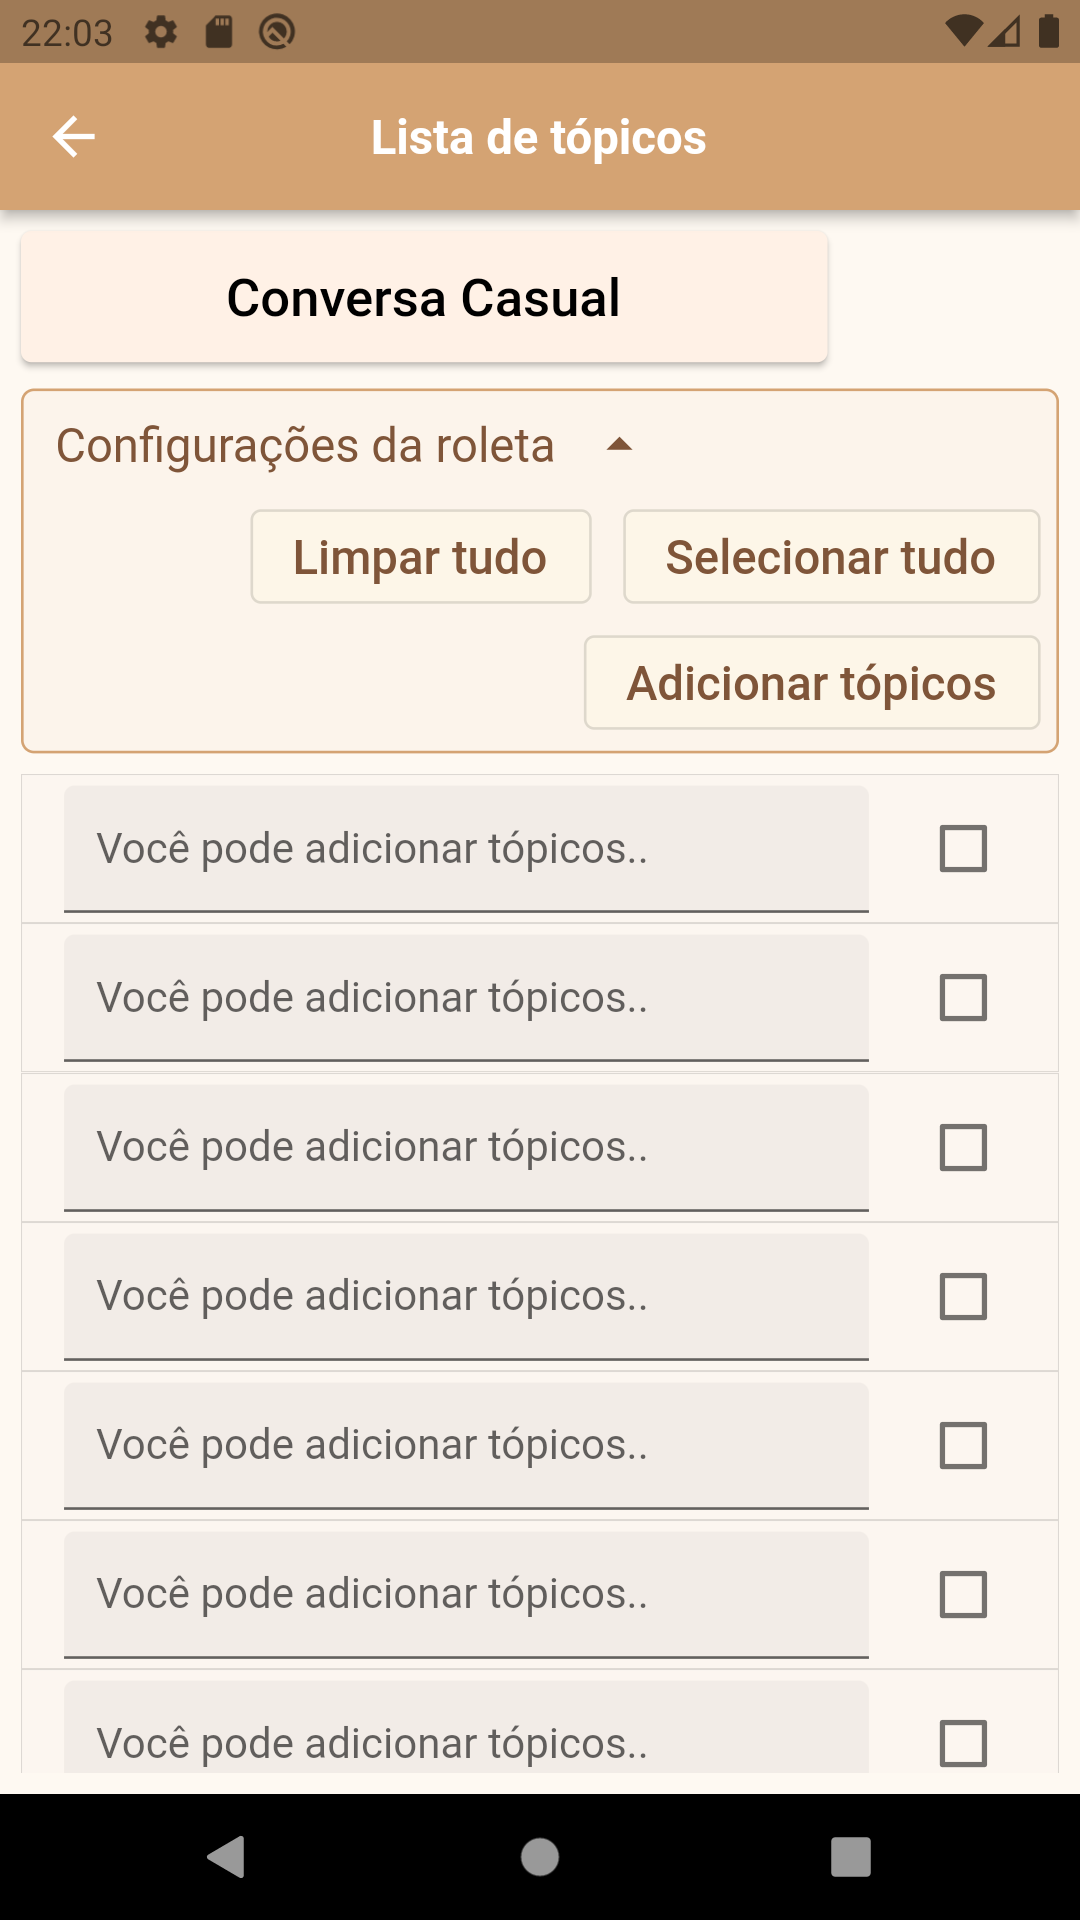 22:03
Lista de tópicos
Conversa Casual
Configurações da roleta
Limpar tudo
Selecionar tudo
Adicionar tópicos
Você pode adicionar tópicos..
Você pode adicionar tópicos..
Você pode adicionar tópicos..
Você pode adicionar tópicos..
Você pode adicionar tópicos..
Você pode adicionar tópicos..
Você pode adicionar tópicos..